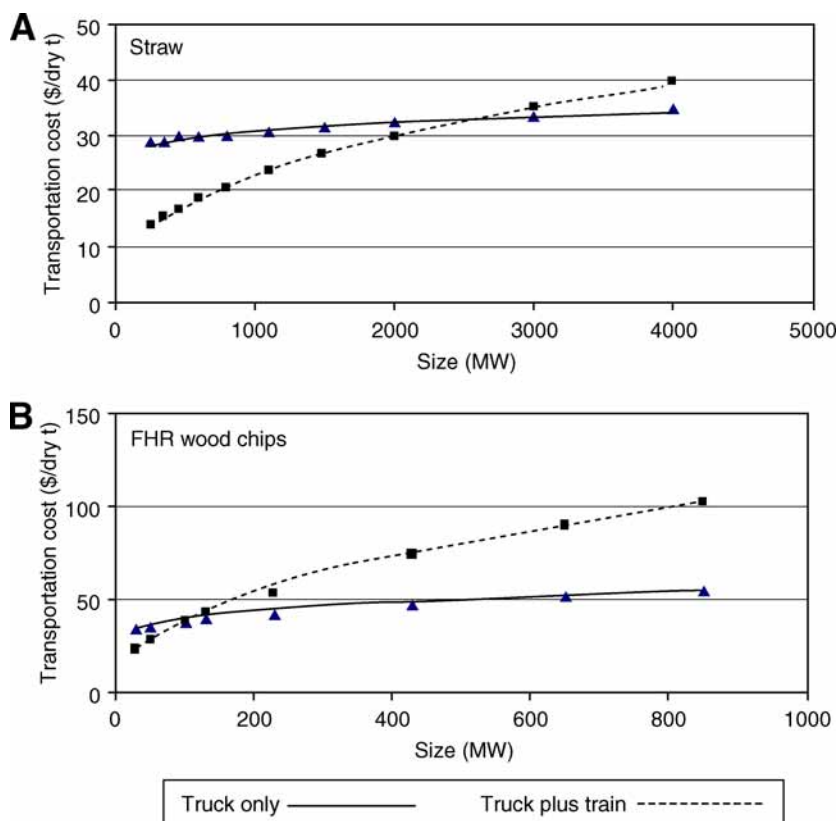 A
Straw
Transportation cost ($/dry t)
50
40
30
20
10
0
0 1000 2000 3000 4000 5000
Size (MW)
B
FHR wood chips
Transportation cost ($/dry t)
150
100
50
0
0 200 400 600 800 1000
Size (MW)
Truck only Truck plus train